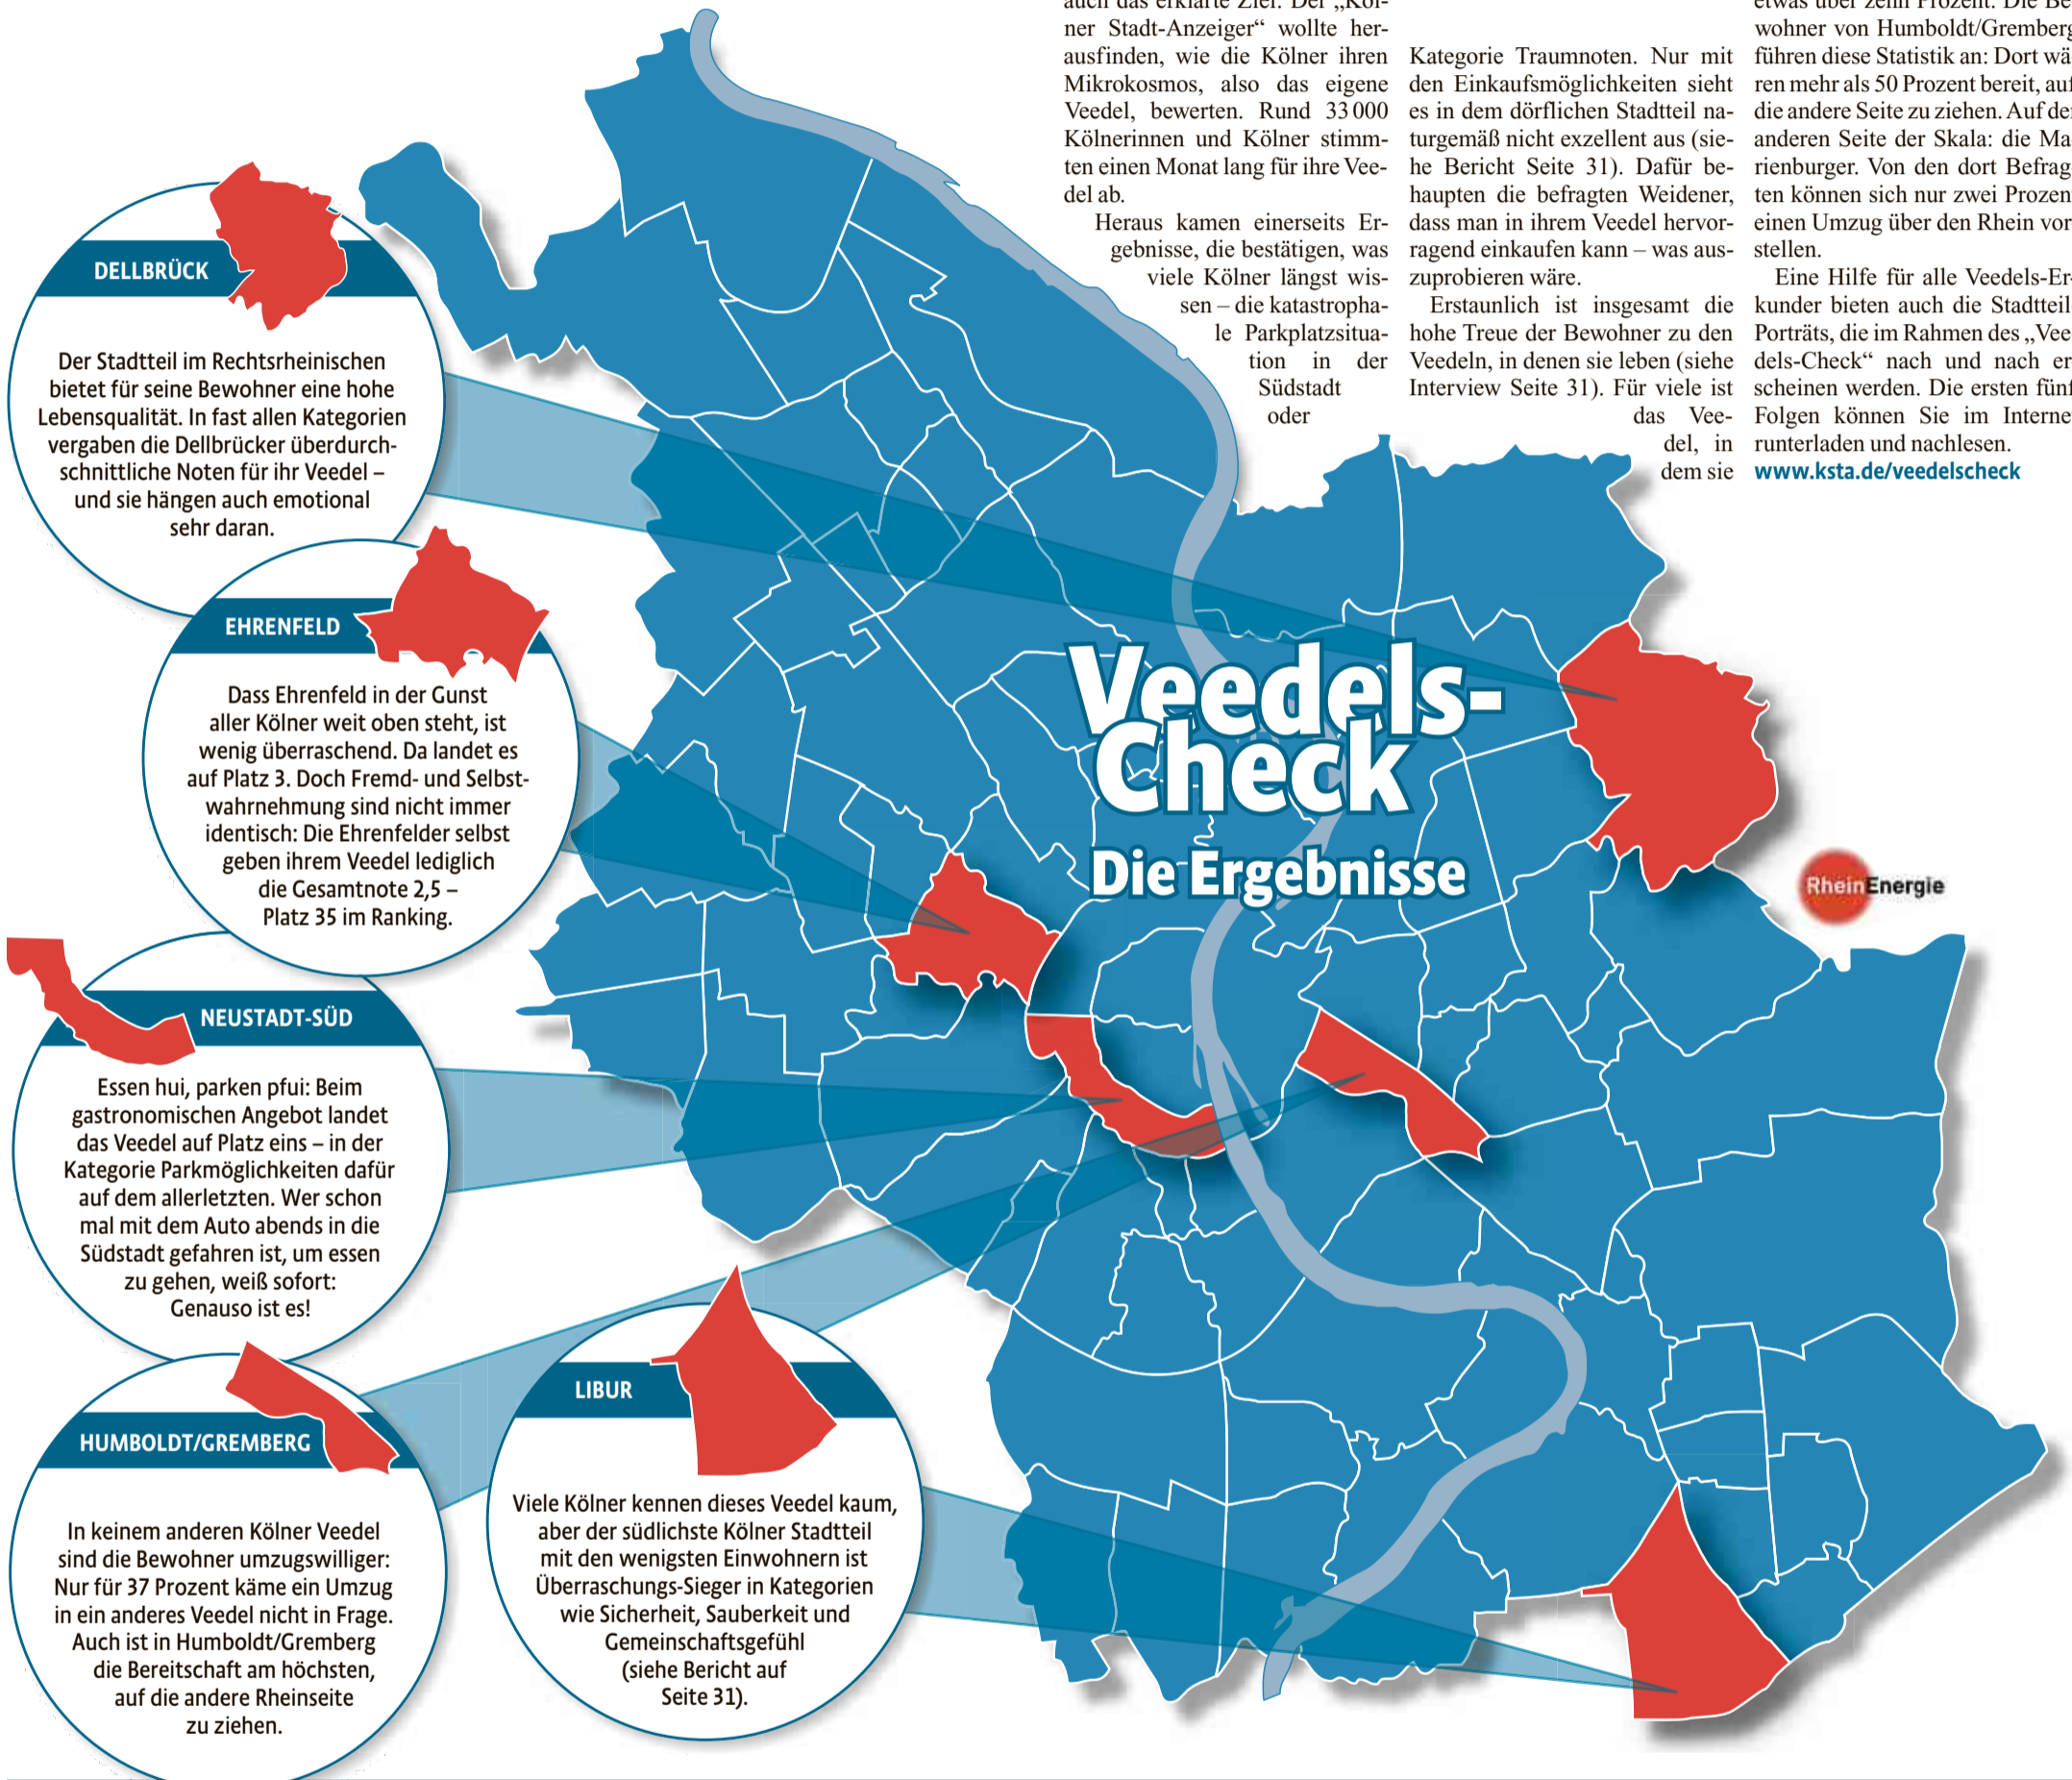 auch das erklärte Ziel. Der „Köl-
ner Stadt-Anzeiger“ wollte her-
ausfinden, wie die Kölner ihren
Mikrokosmos, also das eigene
Veedel, bewerten. Rund 33 000
Kölnerinnen und Kölner stimm-
ten einen Monat lang für ihre Vee-
del ab.
Heraus kamen einerseits Er-
gebnisse, die bestätigen, was
viele Kölner längst wis-
sen – die katastropha-
le Parkplatzsitua-
tion in der
Südstadt
oder
Kategorie Traumnoten. Nur mit
den Einkaufsmöglichkeiten sieht
es in dem dörflichen Stadtteil na-
turgemäß nicht exzellent aus (sie-
he Bericht Seite 31). Dafür be-
haupten die befragten Weidener,
dass man in ihrem Veedel hervor-
ragend einkaufen kann – was aus-
zuprobieren wäre.
Erstaunlich ist insgesamt die
hohe Treue der Bewohner zu den
Veedeln, in denen sie leben (siehe
Interview Seite 31). Für viele ist
das Vee-
del, in
dem sie
etwas über zehn Prozent. Die Be-
wohner von Humboldt/Gremberg
führen diese Statistik an: Dort wä-
ren mehr als 50 Prozent bereit, auf
die andere Seite zu ziehen. Auf der
anderen Seite der Skala: die Ma-
rienburger. Von den dort Befrag-
ten können sich nur zwei Prozent
einen Umzug über den Rhein vor-
stellen.
Eine Hilfe für alle Veedels-Er-
kunder bieten auch die Stadtteil-
Porträts, die im Rahmen des „Vee-
dels-Check“ nach und nach er-
scheinen werden. Die ersten fünf
Folgen können Sie im Internet
runterladen und nachlesen.
www.ksta.de/veedelscheck
DELLBRÜCK
Der Stadtteil im Rechtsrheinischen
bietet für seine Bewohner eine hohe
Lebensqualität. In fast allen Kategorien
vergaben die Dellbrücker überdurch-
schnittliche Noten für ihr Veedel –
und sie hängen auch emotional
sehr daran.
EHRENFELD
Dass Ehrenfeld in der Gunst
aller Kölner weit oben steht, ist
wenig überraschend. Da landet es
auf Platz 3. Doch Fremd- und Selbst-
wahrnehmung sind nicht immer
identisch: Die Ehrenfelder selbst
geben ihrem Veedel lediglich
die Gesamtnote 2,5 –
Platz 35 im Ranking.
Veedels-
Check
Die Ergebnisse
RheinEnergie
NEUSTADT-SÜD
Essen hui, parken pfui: Beim
gastronomischen Angebot landet
das Veedel auf Platz eins – in der
Kategorie Parkmöglichkeiten dafür
auf dem allerletzten. Wer schon
mal mit dem Auto abends in die
Südstadt gefahren ist, um essen
zu gehen, weiß sofort:
Genauso ist es!
HUMBOLDT/GREMBERG
In keinem anderen Kölner Veedel
sind die Bewohner umzugswilliger:
Nur für 37 Prozent käme ein Umzug
in ein anderes Veedel nicht in Frage.
Auch ist in Humboldt/Gremberg
die Bereitschaft am höchsten,
auf die andere Rheinseite
zu ziehen.
LIBUR
Viele Kölner kennen dieses Veedel kaum,
aber der südlichste Kölner Stadtteil
mit den wenigsten Einwohnern ist
Überraschungs-Sieger in Kategorien
wie Sicherheit, Sauberkeit und
Gemeinschaftsgefühl
(siehe Bericht auf
Seite 31).